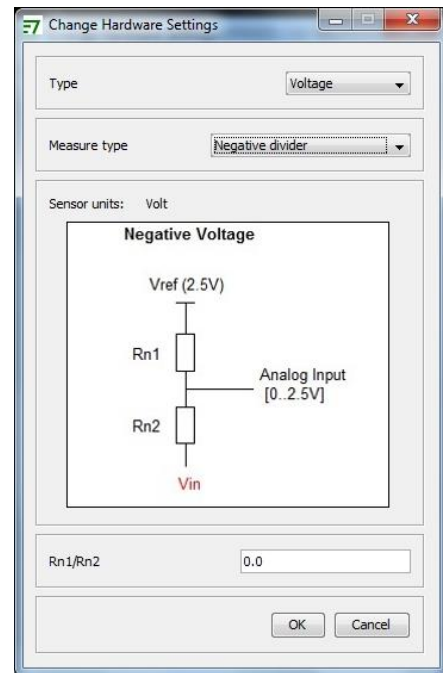 Change Hardware Settings
Type Voltage
Measure type Negative divider
Sensor units: Volt
Negative Voltage
Vref (2.5V)
Rn1
Analog Input
[0..2.5V]
Rn2
Vin
Rn1/Rn2 0.0
OK Cancel